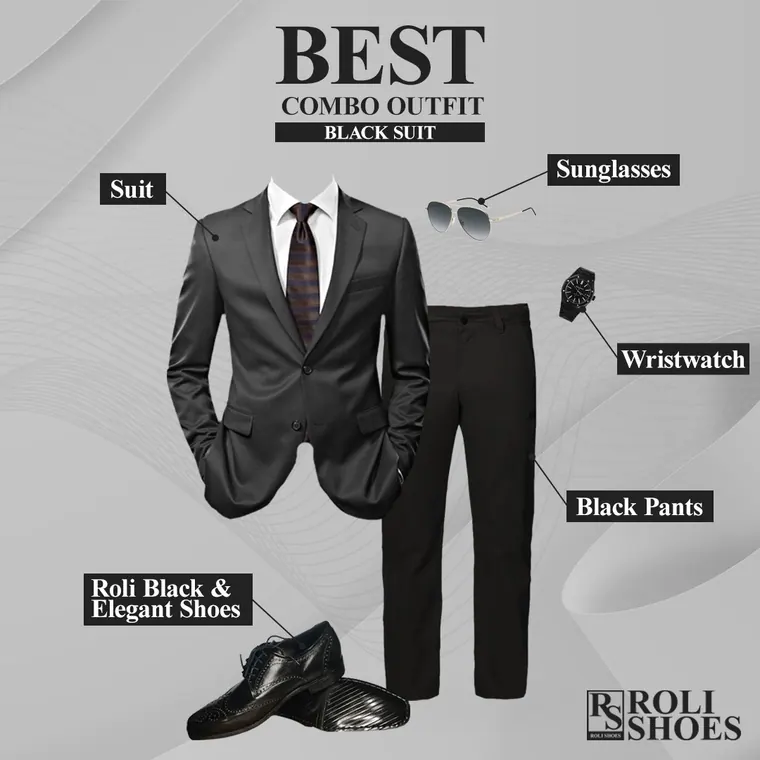 BEST
COMBO OUTFIT
BLACK SUIT
Suit
Sunglasses
Wristwatch
Black Pants
Roli Black &
Elegant Shoes
RS
ROLI SHOES
ROLI
SHOES